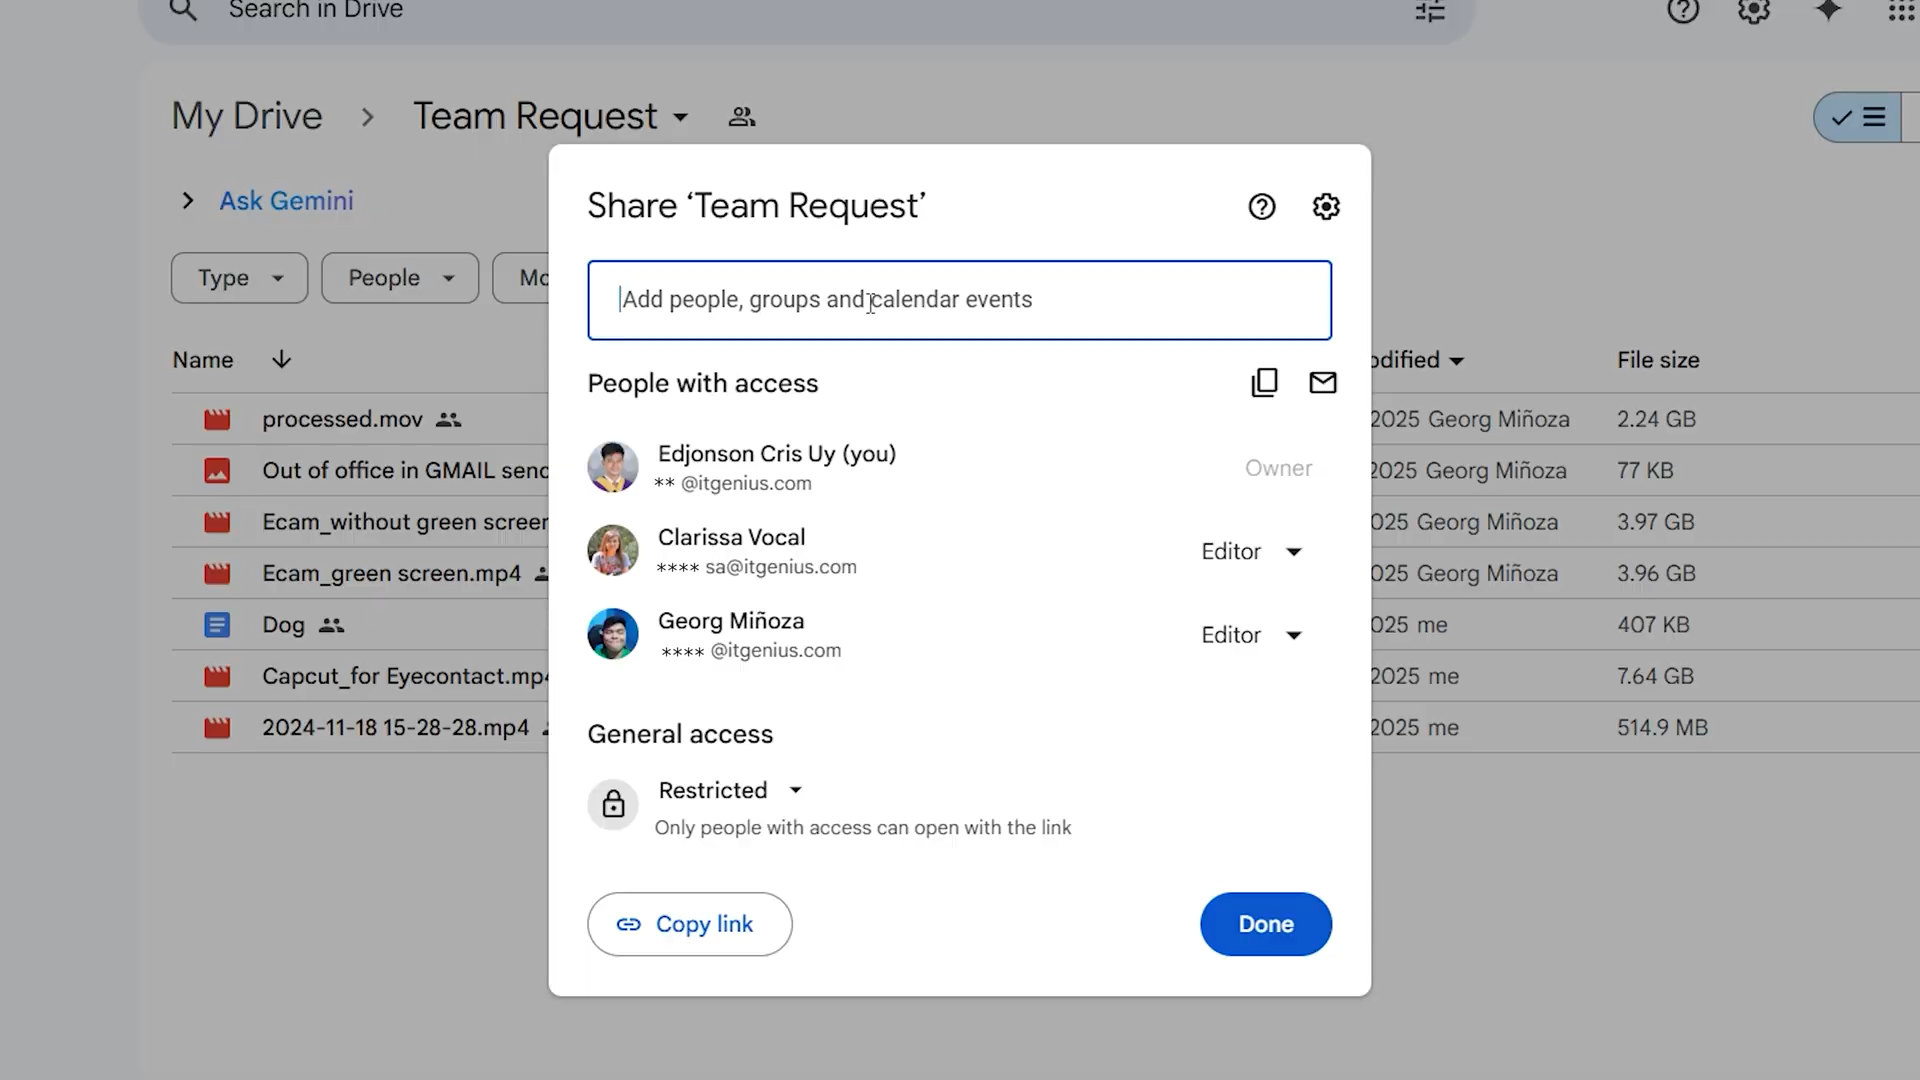 Search in Drive
My Drive > Team Request
Ask Gemini
Type
People
Mo
Name
odified
File size
processed.mov
2025 Georg Miñoza
2.24 GB
Out of office in GMAIL senc
2025 Georg Miñoza
77 KB
Ecam_without green screer
025 Georg Miñoza
3.97 GB
Ecam_green screen.mp4
025 Georg Miñoza
3.96 GB
Dog
025 me
407 KB
Capcut_for Eyecontact.mp4
2025 me
7.64 GB
2024-11-18 15-28-28.mp4
2025 me
514.9 MB
Share ‘Team Request’
Add people, groups and calendar events
People with access
Edjonson Cris Uy (you)
** @itgenius.com
Owner
Clarissa Vocal
**** sa@itgenius.com
Editor
Georg Miñoza
**** @itgenius.com
Editor
General access
Restricted
Only people with access can open with the link
Copy link
Done